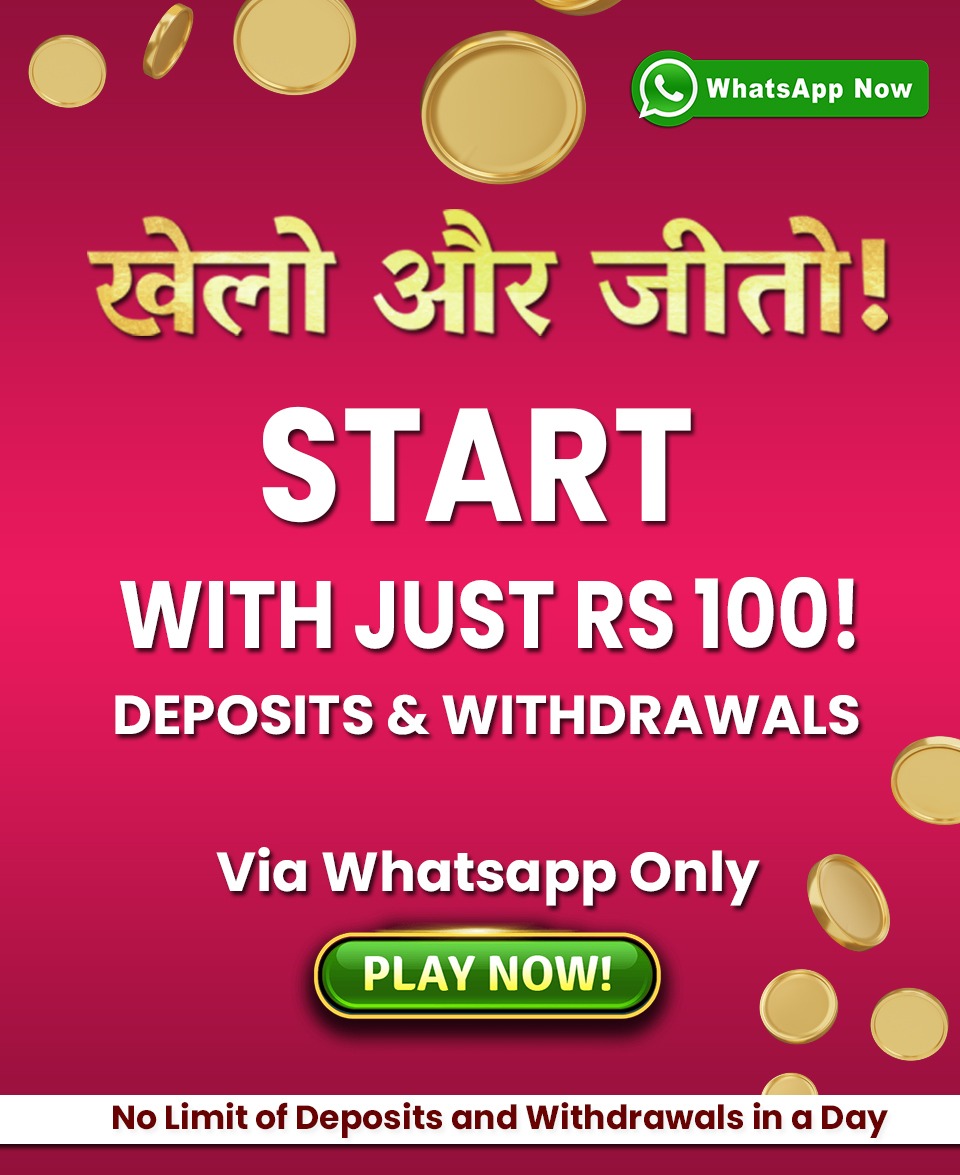 WhatsApp Now
खेलो और जीतो!
START
WITH JUST RS 100!
DEPOSITS & WITHDRAWALS
Via Whatsapp Only
PLAY NOW!
No Limit of Deposits and Withdrawals in a Day